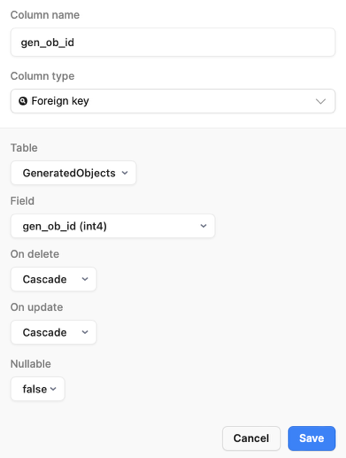 Column name
gen_ob_id
Column type
Foreign key
Table
GeneratedObjects
Field
gen_ob_id (int4)
On delete
Cascade
On update
Cascade
Nullable
false
Cancel Save